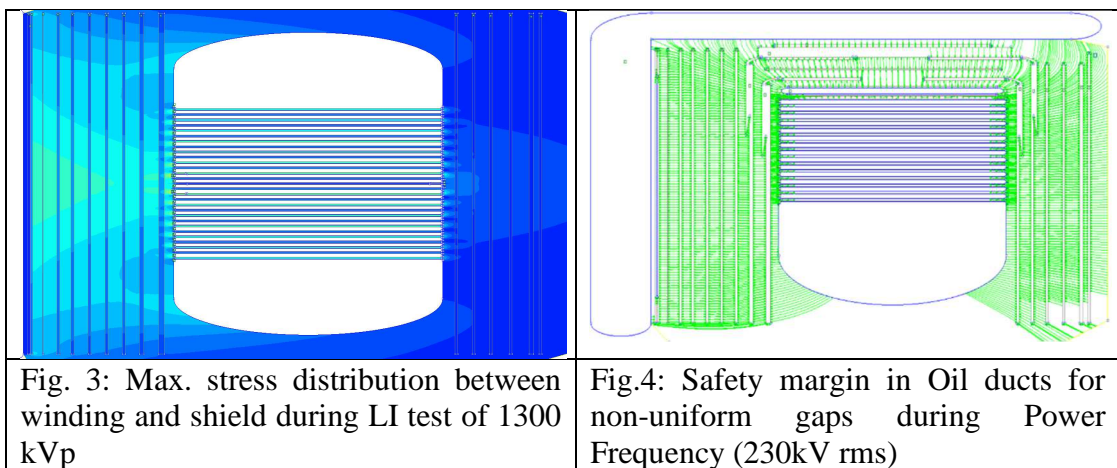 Fig. 3: Max. stress distribution between
winding and shield during LI test of 1300
kVp
Fig.4: Safety margin in Oil ducts for
non-uniform gaps during Power
Frequency (230kV rms)